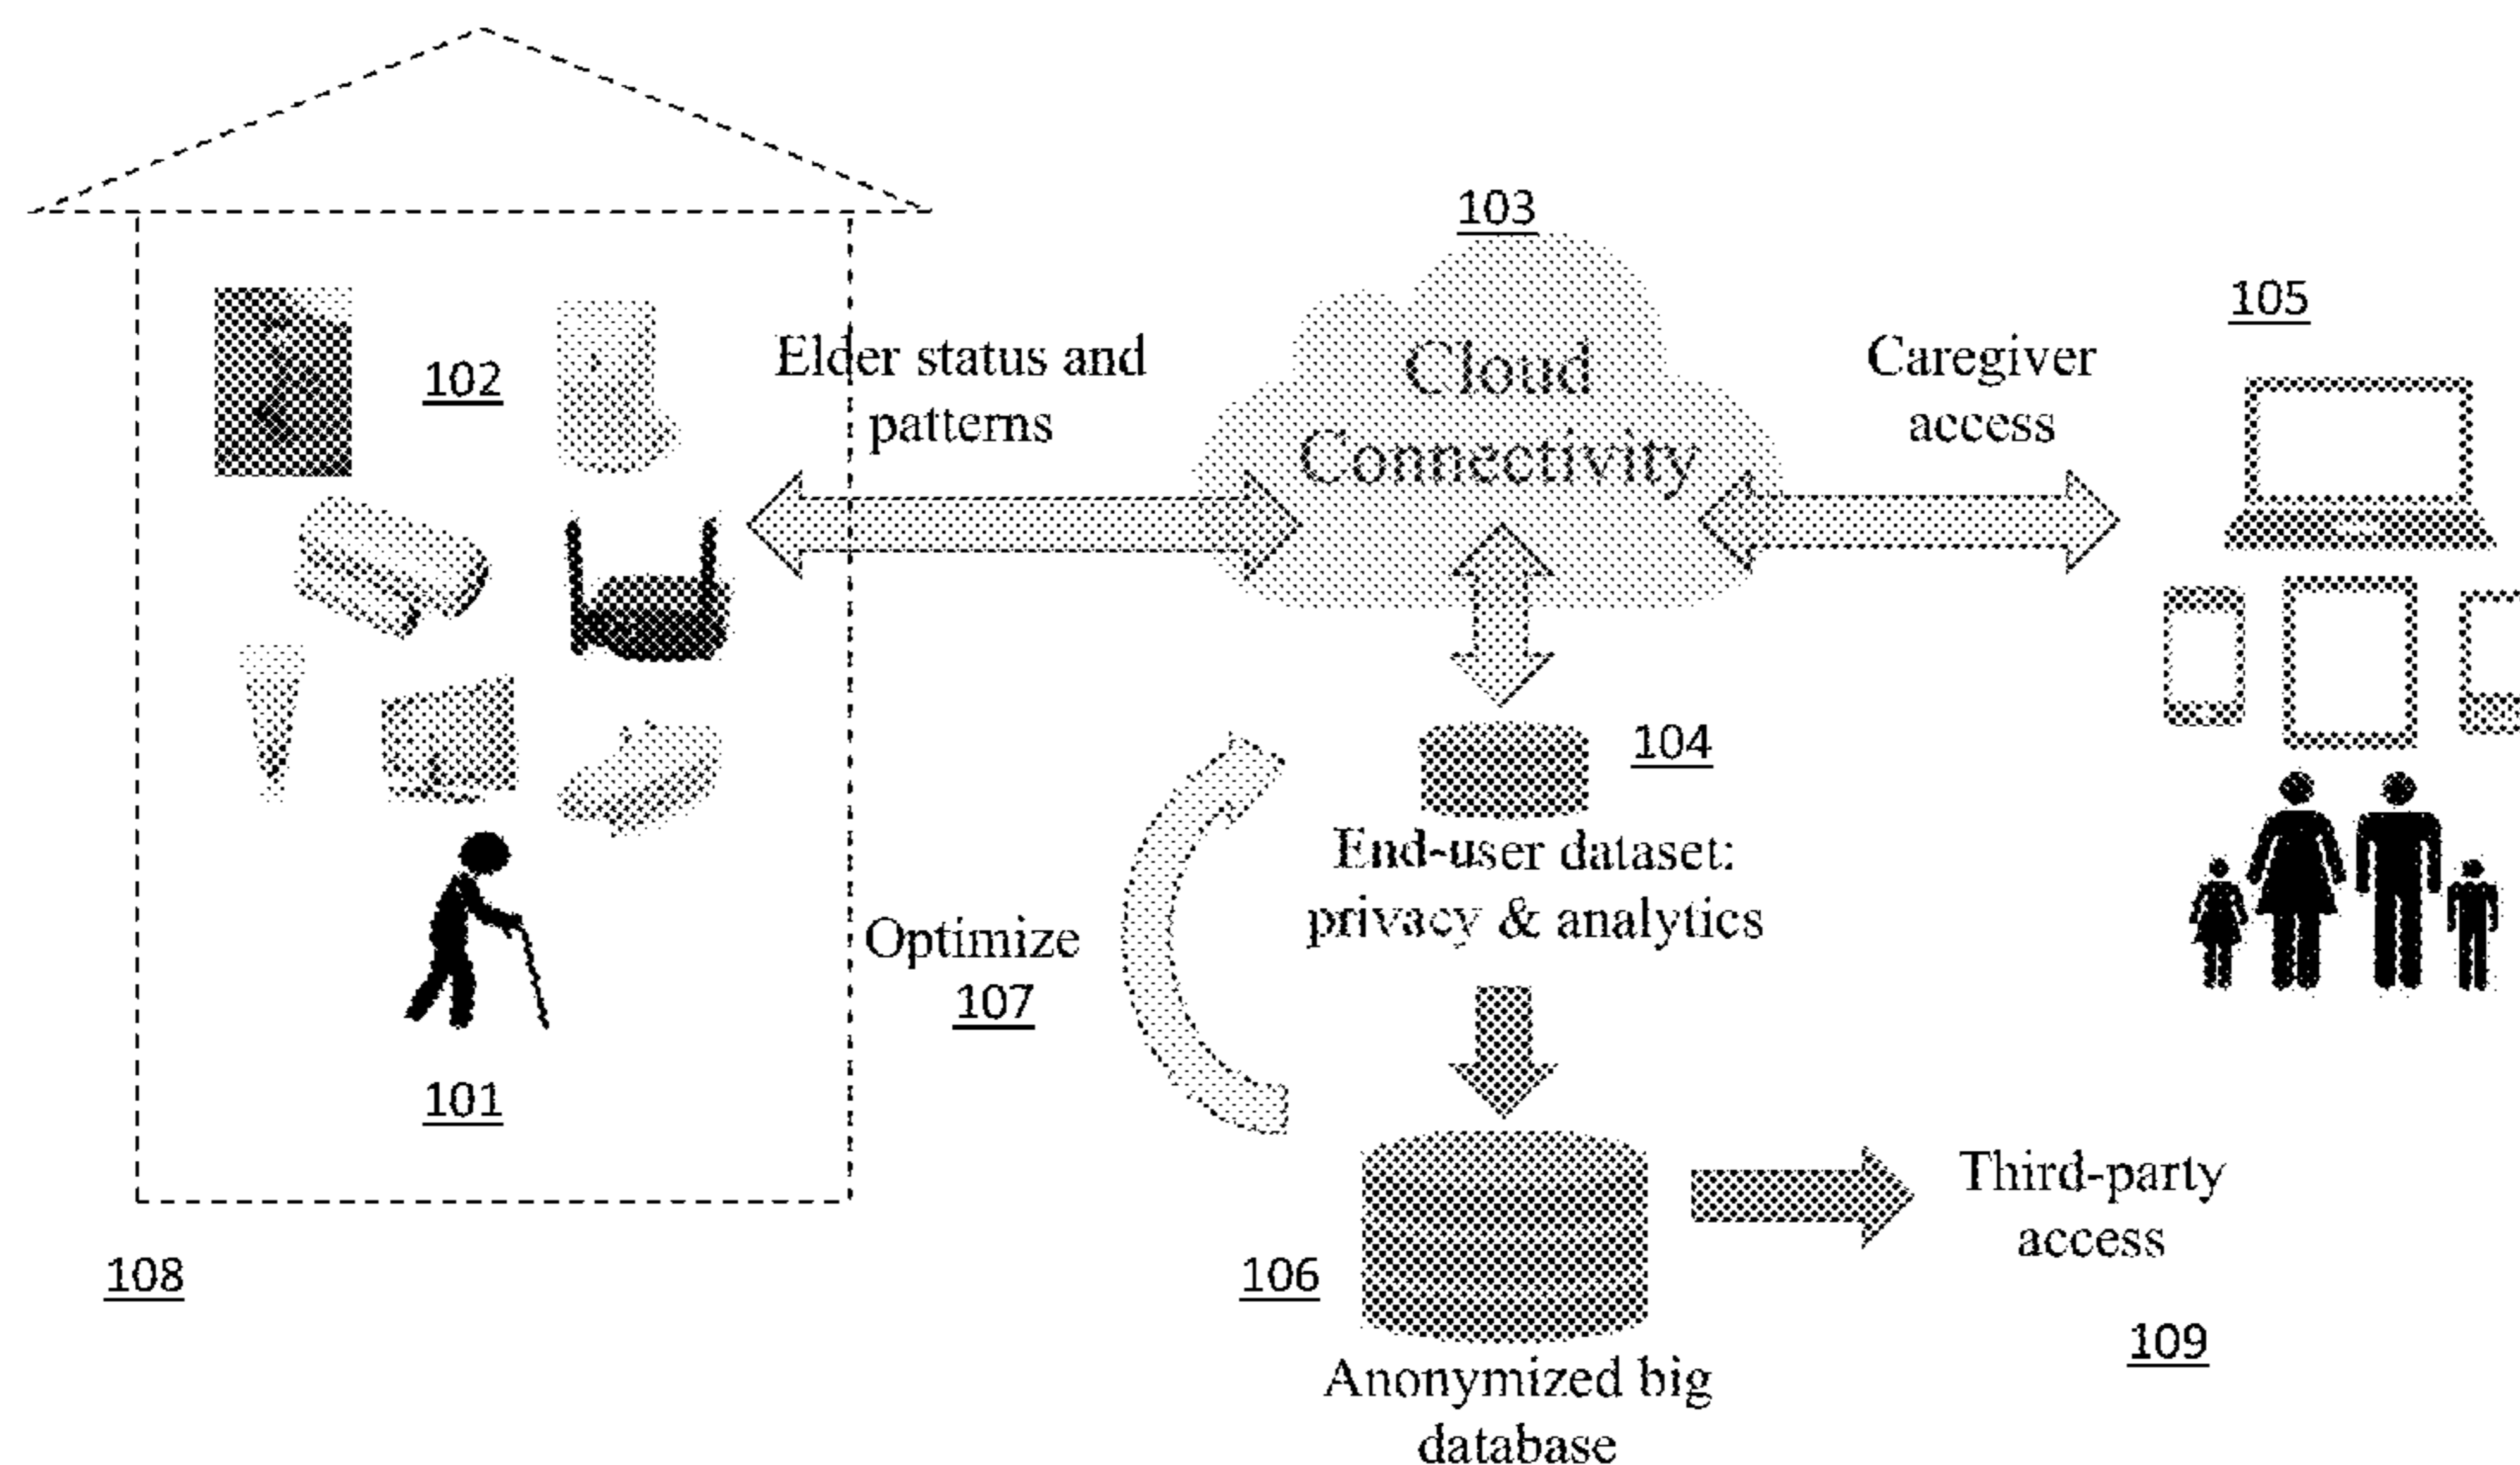 103
105
102
Elder status and
patterns
Cloud
Connectivity
Caregiver
access
104
End-user dataset:
privacy & analytics
Optimize
107
101
Third-party
access
108
106
109
Anonymized big
database